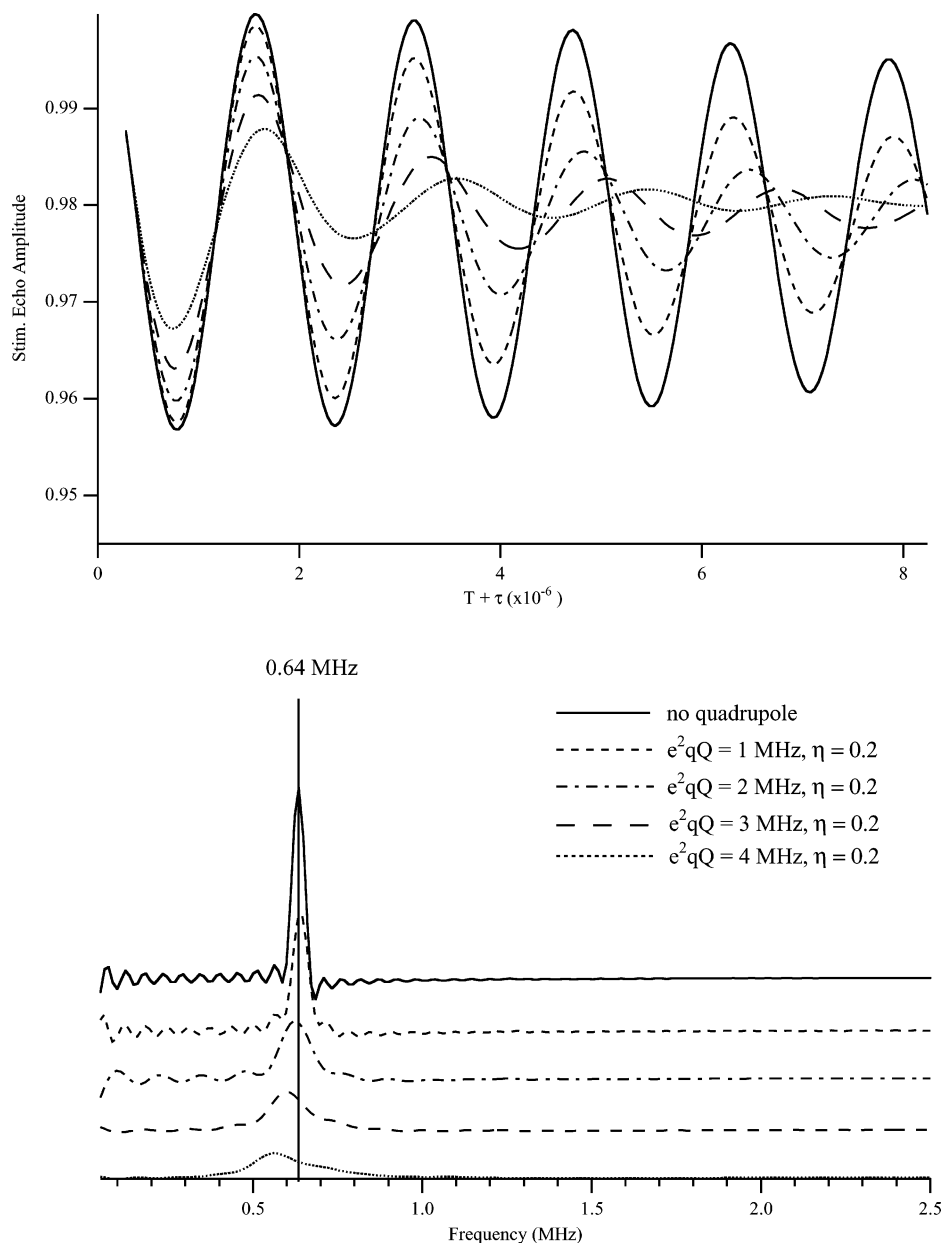 0.99
0.98
0.97
0.96
0.95
Stim. Echo Amplitude
0 2 4 6 8
T + τ (x10⁻⁶ )
0.64 MHz
no quadrupole
e²qQ = 1 MHz, η = 0.2
e²qQ = 2 MHz, η = 0.2
e²qQ = 3 MHz, η = 0.2
e²qQ = 4 MHz, η = 0.2
0.5 1.0 1.5 2.0 2.5
Frequency (MHz)